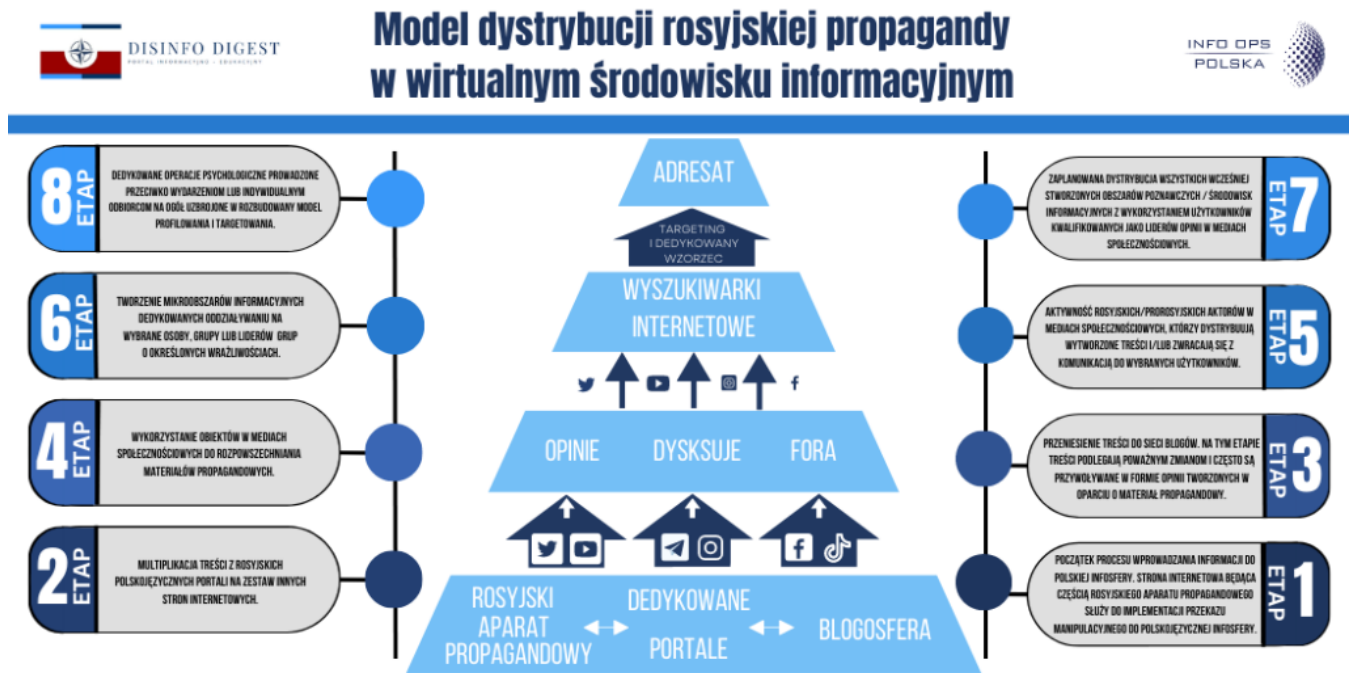 DISINFO DIGEST
PORTAL INFORMACYJNO - EDUKACYJNY
Model dystrybucji rosyjskiej propagandy
w wirtualnym środowisku informacyjnym
INFO OPS
POLSKA
8 ETAP
DEDYKOWANE OPERACJE PSYCHOLOGICZNE PROWADZONE
PRZECIWKO WYDARZENIOM LUB INDYWIDUALNYM
ODBIORCOM NA OGÓŁ UZBROJONE W ROZBUDOWANY MODEL
PROFILOWANIA I TARGETOWANIA.
6 ETAP
TWORZENIE MIKROOBSZARÓW INFORMACYJNYCH
DEDYKOWANYCH ODDZIAŁYWANIU NA
WYBRANE OSOBY, GRUPY LUB LIDERÓW GRUP
O OKREŚLONYCH WRAŻLIWOŚCIACH.
4 ETAP
WYKORZYSTANIE OBIEKTÓW W MEDIACH
SPOŁECZNOŚCIOWYCH DO ROZPOWSZECHNIANIA
MATERIAŁÓW PROPAGANDOWYCH.
2 ETAP
MULTIPLIKACJA TREŚCI Z ROSYJSKICH
POLSKOJĘZYCZNYCH PORTALI NA ZESTAW INNYCH
STRON INTERNETOWYCH.
ADRESAT
TARGETING
I DEDYKOWANY
WZORZEC
WYSZUKIWARKI
INTERNETOWE
OPINIE DYSKSUJE FORA
ROSYJSKI
APARAT
PROPAGANDOWY
DEDYKOWANE
PORTALE
BLOGOSFERA
ZAPLANOWANA DYSTRYBUCJA WSZYSTKICH WCZEŚNIEJ
STWORZONYCH OBSZARÓW POZNAWCZYCH / ŚRODOWISK
INFORMACYJNYCH Z WYKORZYSTANIEM UŻYTKOWNIKÓW
KWALIFIKOWANYCH JAKO LIDERÓW OPINII W MEDIACH
SPOŁECZNOŚCIOWYCH.
ETAP 7
AKTYWNOŚĆ ROSYJSKICH/PROROSYJSKICH AKTORÓW W
MEDIACH SPOŁECZNOŚCIOWYCH, KTÓRZY DYSTRYBUUJĄ
WYTWORZONE TREŚCI I/LUB ZWRACAJĄ SIĘ Z
KOMUNIKACJĄ DO WYBRANYCH UŻYTKOWNIKÓW.
ETAP 5
PRZENIESIENIE TREŚCI DO SIECI BLOGÓW. NA TYM ETAPIE
TREŚCI PODLEGAJĄ POWAŻNYM ZMIANOM I CZĘSTO SĄ
PRZYWOŁYWANE W FORMIE OPINII TWORZONYCH W
OPARCIU O MATERIAŁ PROPAGANDOWY.
ETAP 3
POCZĄTEK PROCESU WPROWADZANIA INFORMACJI DO
POLSKIEJ INFOSFERY. STRONA INTERNETOWA BĘDĄCA
CZĘŚCIĄ ROSYJSKIEGO APARATU PROPAGANDOWEGO
SŁUŻY DO IMPLEMENTACJI PRZEKAZU
MANIPULACYJNEGO DO POLSKOJĘZYCZNEJ INFOSFERY.
ETAP 1